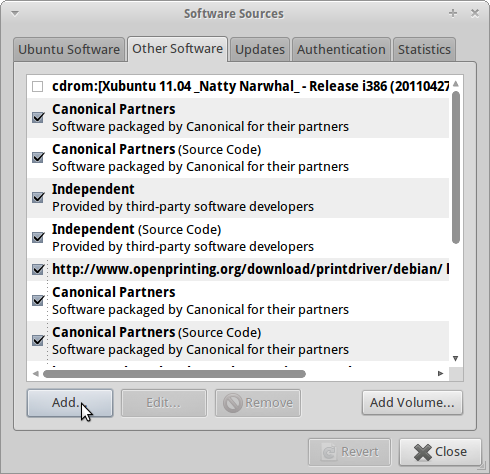 Software Sources
Ubuntu Software
Other Software
Updates
Authentication
Statistics
cdrom:[Xubuntu 11.04 _Natty Narwhal_ - Release i386 (20110427
Canonical Partners
Software packaged by Canonical for their partners
Canonical Partners (Source Code)
Software packaged by Canonical for their partners
Independent
Provided by third-party software developers
Independent (Source Code)
Provided by third-party software developers
http://www.openprinting.org/download/printdriver/debian/
Canonical Partners
Software packaged by Canonical for their partners
Canonical Partners (Source Code)
Software packaged by Canonical for their partners
Add...
Edit...
Remove
Add Volume...
Revert
Close